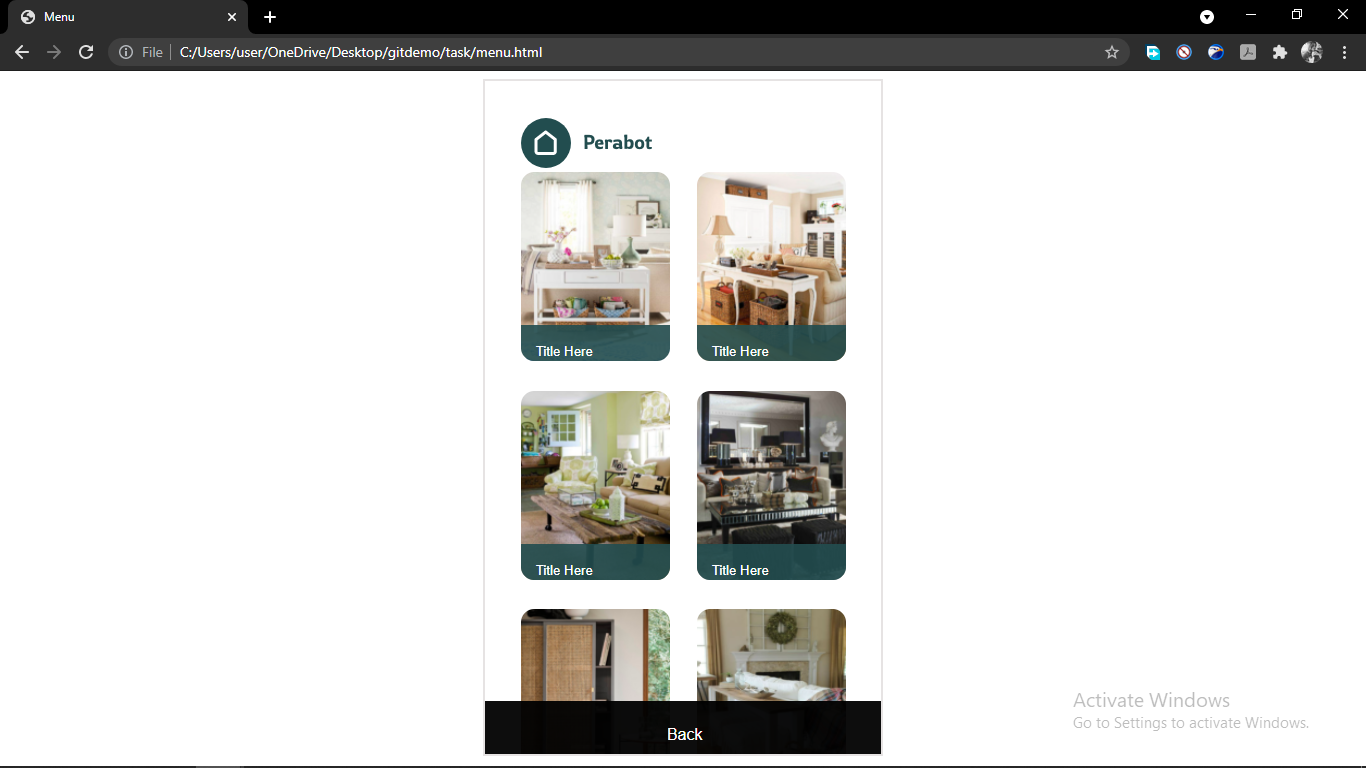 Menu
File
C:/Users/user/OneDrive/Desktop/gitdemo/task/menu.html
Perabot
Title Here
Title Here
Title Here
Title Here
Back
Activate Windows
Go to Settings to activate Windows.